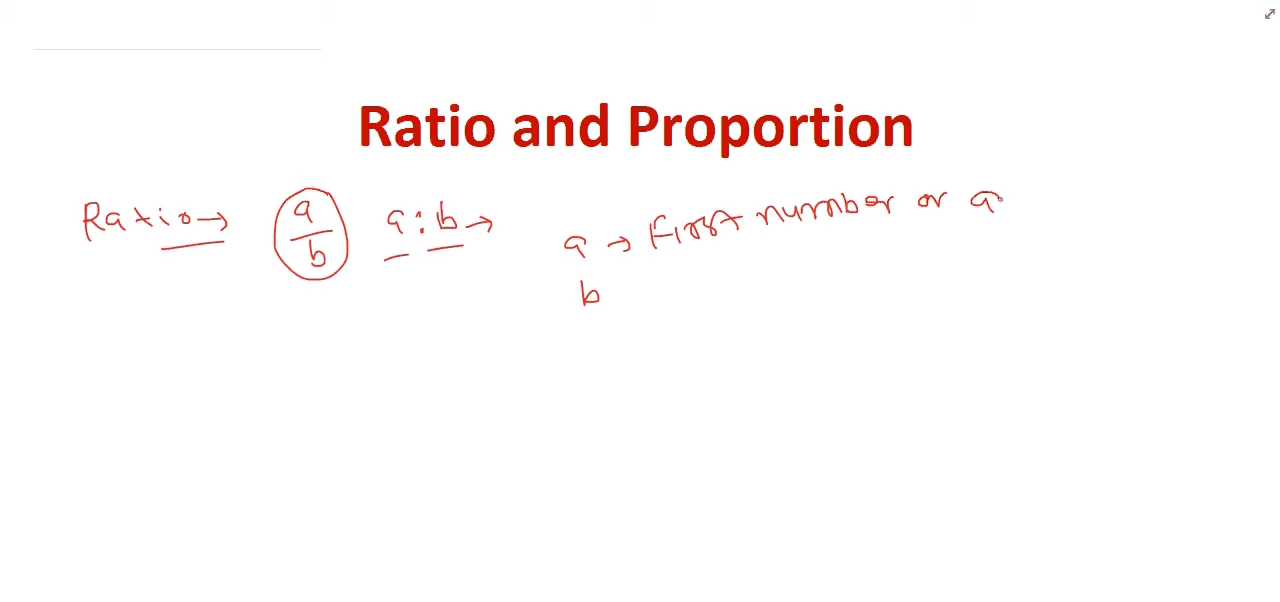 Ratio and Proportion
Ratio → a/b a:b → a → First number or a
b